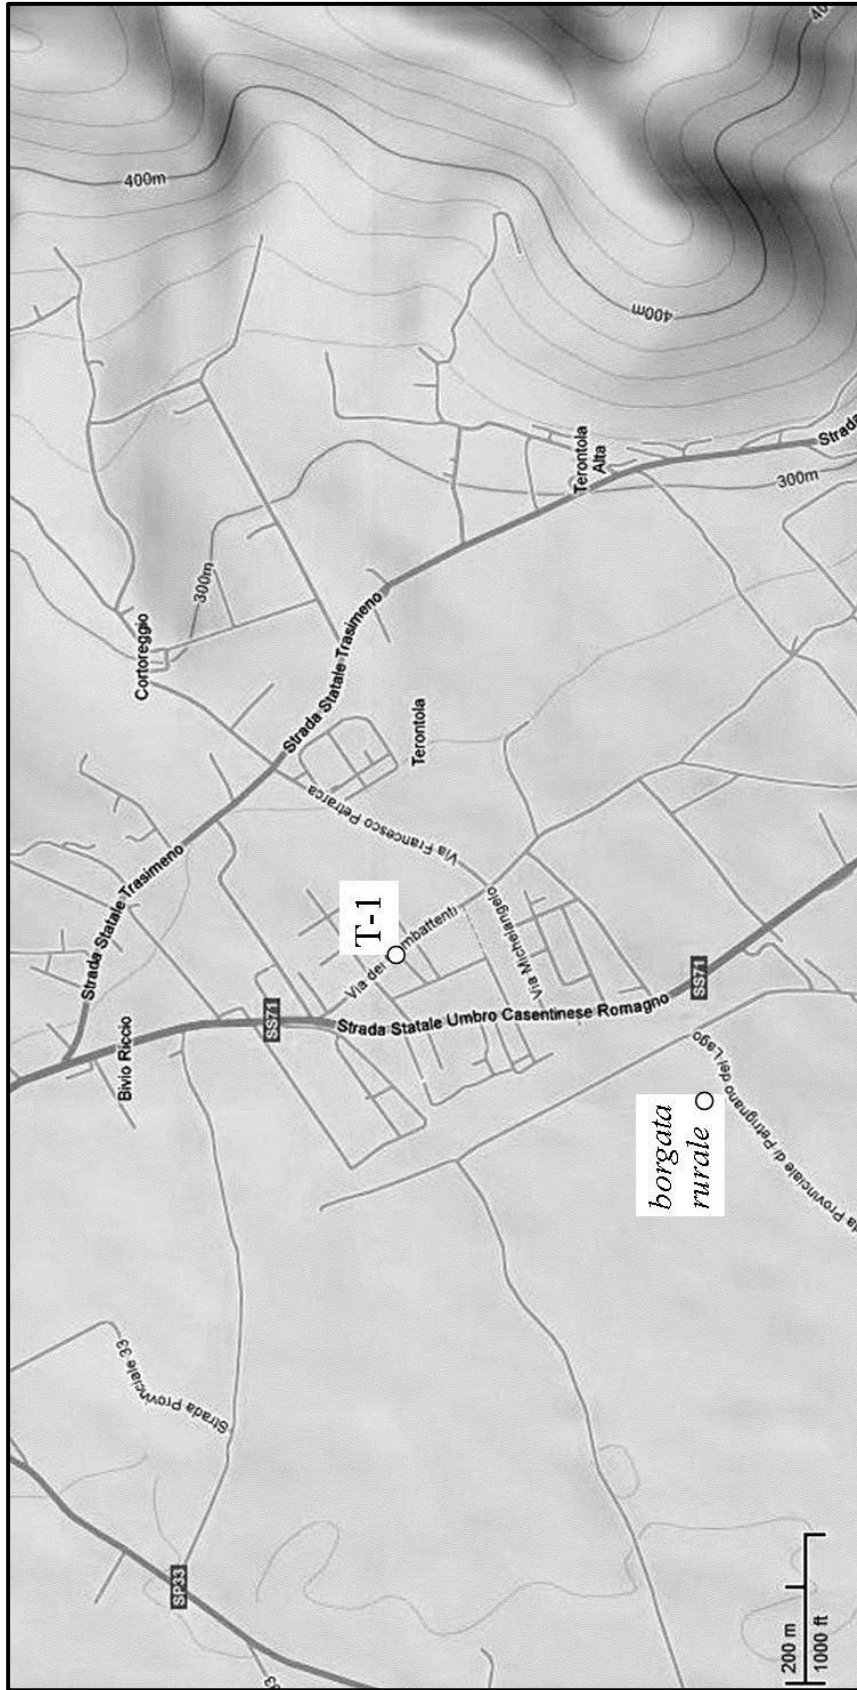 400m
Cortoreggio
300m
Strada Statale Trasimeno
Strada Statale Trasimeno
Bivio Riccio
SS71
Via Francesco Petrarca
Terontola
T-1
Via dei Combattenti
Via Michelangelo
Strada Statale Umbro Casentinese Romagno
SS71
400m
Terontola
Alta
300m
Strada
borgata
rurale
Provinciale di Petrignano del Lago
Strada Provinciale 33
SP33
200 m
1000 ft